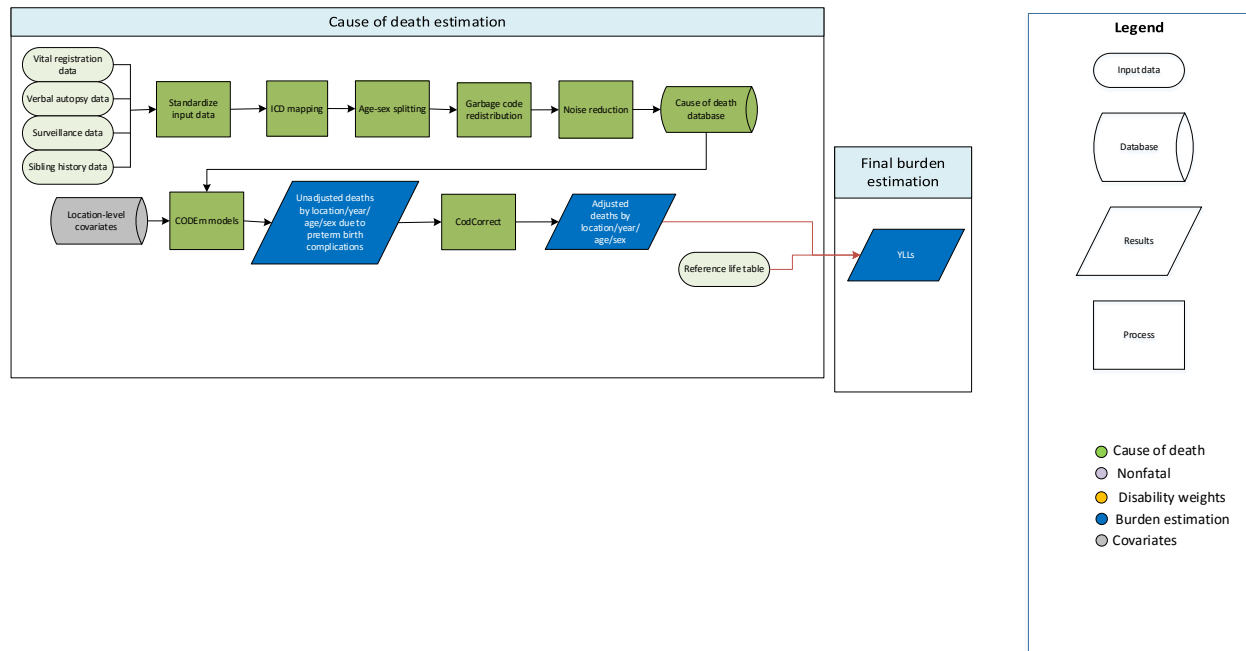 Cause of death estimation
Vital registration
data
Verbal autopsy data
Surveillance data
Sibling history data
Standardize
input data
ICD mapping
Age-sex splitting
Garbage code
redistribution
Noise reduction
Cause of death
database
Location-level
covariates
CODEm models
Unadjusted deaths
by location/year/
age/sex due to
preterm birth
complications
CodCorrect
Adjusted
deaths by
location/year/
age/sex
Reference life table
Final burden
estimation
YLLs
Legend
Input data
Database
Results
Process
Cause of death
Nonfatal
Disability weights
Burden estimation
Covariates